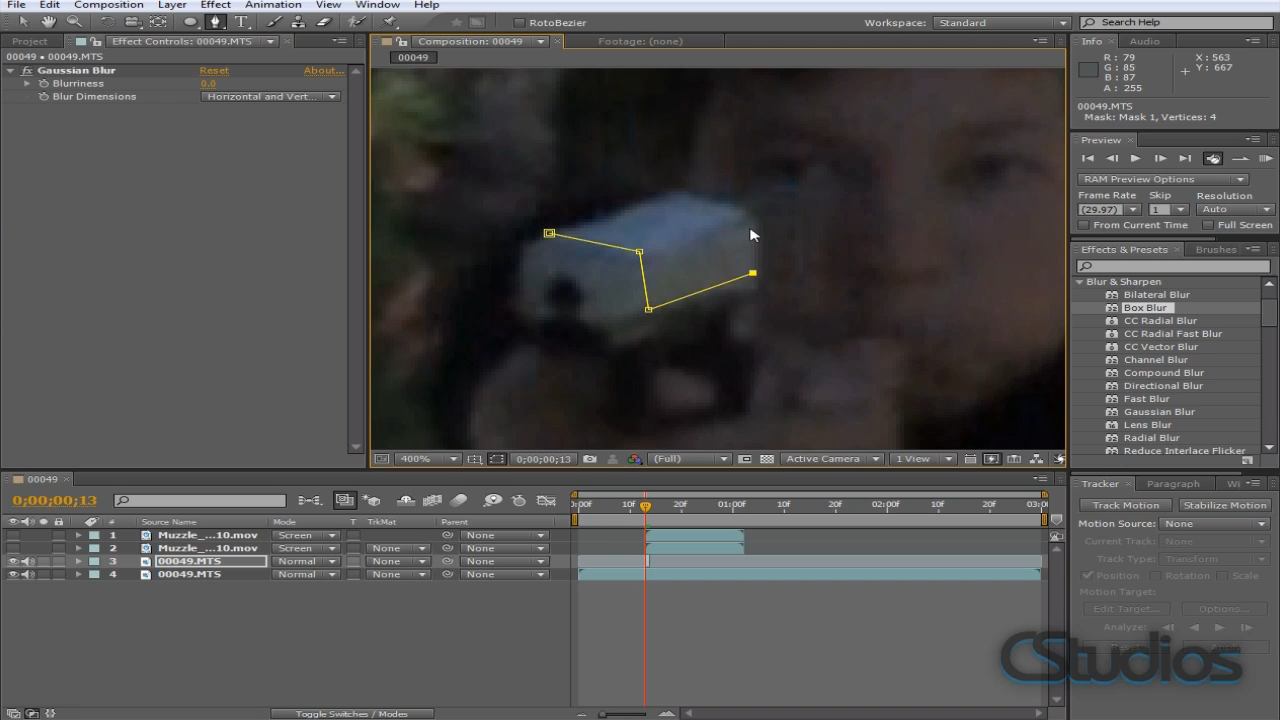 File Edit Composition Layer Effect Animation View Window Help
RotoBezier
Workspace: Standard
Search Help
Project Effect Controls: 00049.MTS
Composition: 00049 Footage: (none)
Info Audio
00049 • 00049.MTS
00049
R: 79
G: 85
B: 87
A: 255
X: 563
Y: 667
fx Gaussian Blur Reset About...
Blurriness 0.0
Blur Dimensions Horizontal and Vert...
00049.MTS
Mask: Mask 1, Vertices: 4
Preview
RAM Preview Options
Frame Rate Skip Resolution
(29.97) 1 Auto
From Current Time Full Screen
Effects & Presets Brushes
Blur & Sharpen
Bilateral Blur
Box Blur
CC Radial Blur
CC Radial Fast Blur
CC Vector Blur
Channel Blur
Compound Blur
Directional Blur
Fast Blur
Gaussian Blur
Lens Blur
Radial Blur
Reduce Interlace Flicker
400% 0;00;00;13 (Full) Active Camera 1 View
00049
Tracker Paragraph Wi
0;00;00;13
:00f 10f 20f 01:00f 10f 20f 02:00f 10f 20f 03:0
Track Motion Stabilize Motion
Motion Source: None
Current Track: None
Track Type: Transform
Position Rotation Scale
Motion Target:
Edit Target... Options...
Analyze:
# Source Name Mode T TrkMat Parent
1 Muzzle_...10.mov Screen None
2 Muzzle_...10.mov Screen None None
3 00049.MTS Normal None None
4 00049.MTS Normal None None
CStudios
Toggle Switches / Modes